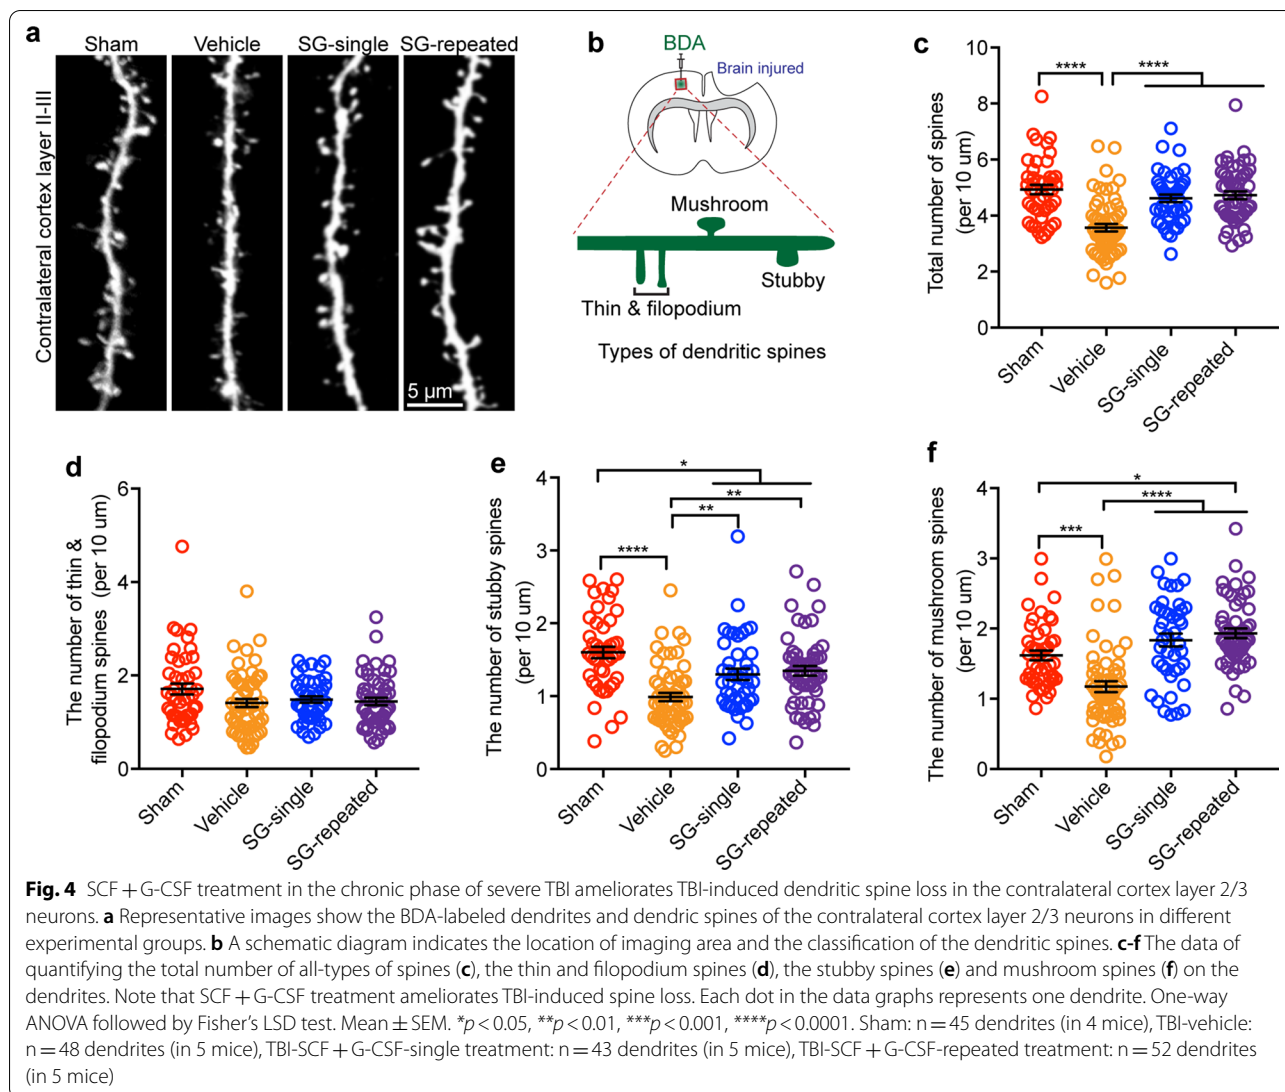 a
Sham Vehicle SG-single SG-repeated
Contralateral cortex layer II-III
5 µm
b
BDA
Brain injured
Mushroom
Stubby
Thin & filopodium
Types of dendritic spines
c
**** ****
Total number of spines
(per 10 um)
10
8
6
4
2
0
Sham Vehicle SG-single SG-repeated
d
The number of thin &
filopodium spines (per 10 um)
6
4
2
0
Sham Vehicle SG-single SG-repeated
e
*
**
**
****
The number of stubby spines
(per 10 um)
4
3
2
1
0
Sham Vehicle SG-single SG-repeated
f
*
****
***
The number of mushroom spines
(per 10 um)
4
3
2
1
0
Sham Vehicle SG-single SG-repeated
Fig. 4 SCF + G-CSF treatment in the chronic phase of severe TBI ameliorates TBI-induced dendritic spine loss in the contralateral cortex layer 2/3
neurons. a Representative images show the BDA-labeled dendrites and dendric spines of the contralateral cortex layer 2/3 neurons in different
experimental groups. b A schematic diagram indicates the location of imaging area and the classification of the dendritic spines. c-f The data of
quantifying the total number of all-types of spines (c), the thin and filopodium spines (d), the stubby spines (e) and mushroom spines (f) on the
dendrites. Note that SCF + G-CSF treatment ameliorates TBI-induced spine loss. Each dot in the data graphs represents one dendrite. One-way
ANOVA followed by Fisher's LSD test. Mean ± SEM. *p < 0.05, **p < 0.01, ***p < 0.001, ****p < 0.0001. Sham: n = 45 dendrites (in 4 mice), TBI-vehicle:
n = 48 dendrites (in 5 mice), TBI-SCF + G-CSF-single treatment: n = 43 dendrites (in 5 mice), TBI-SCF + G-CSF-repeated treatment: n = 52 dendrites
(in 5 mice)